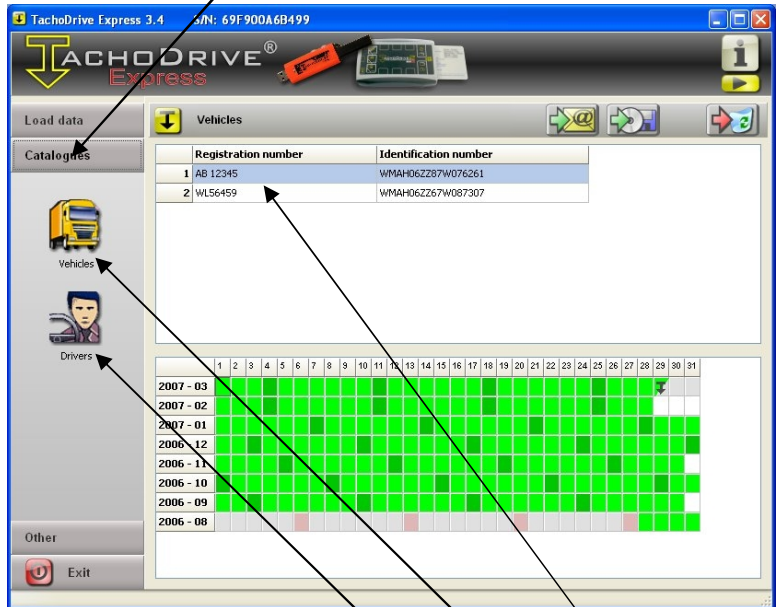 TachoDrive Express 3.4 S/N: 69F900A6B499
TACHODRIVE®
Express
i
Load data
Catalogues
Vehicles
Drivers
Other
Exit
Vehicles
@
Registration number Identification number
1 AB 12345 WMAH06ZZ87W076261
2 WL56459 WMAH06ZZ67W087307
1 2 3 4 5 6 7 8 9 10 11 12 13 14 15 16 17 18 19 20 21 22 23 24 25 26 27 28 29 30 31
2007 - 03
2007 - 02
2007 - 01
2006 - 12
2006 - 11
2006 - 10
2006 - 09
2006 - 08